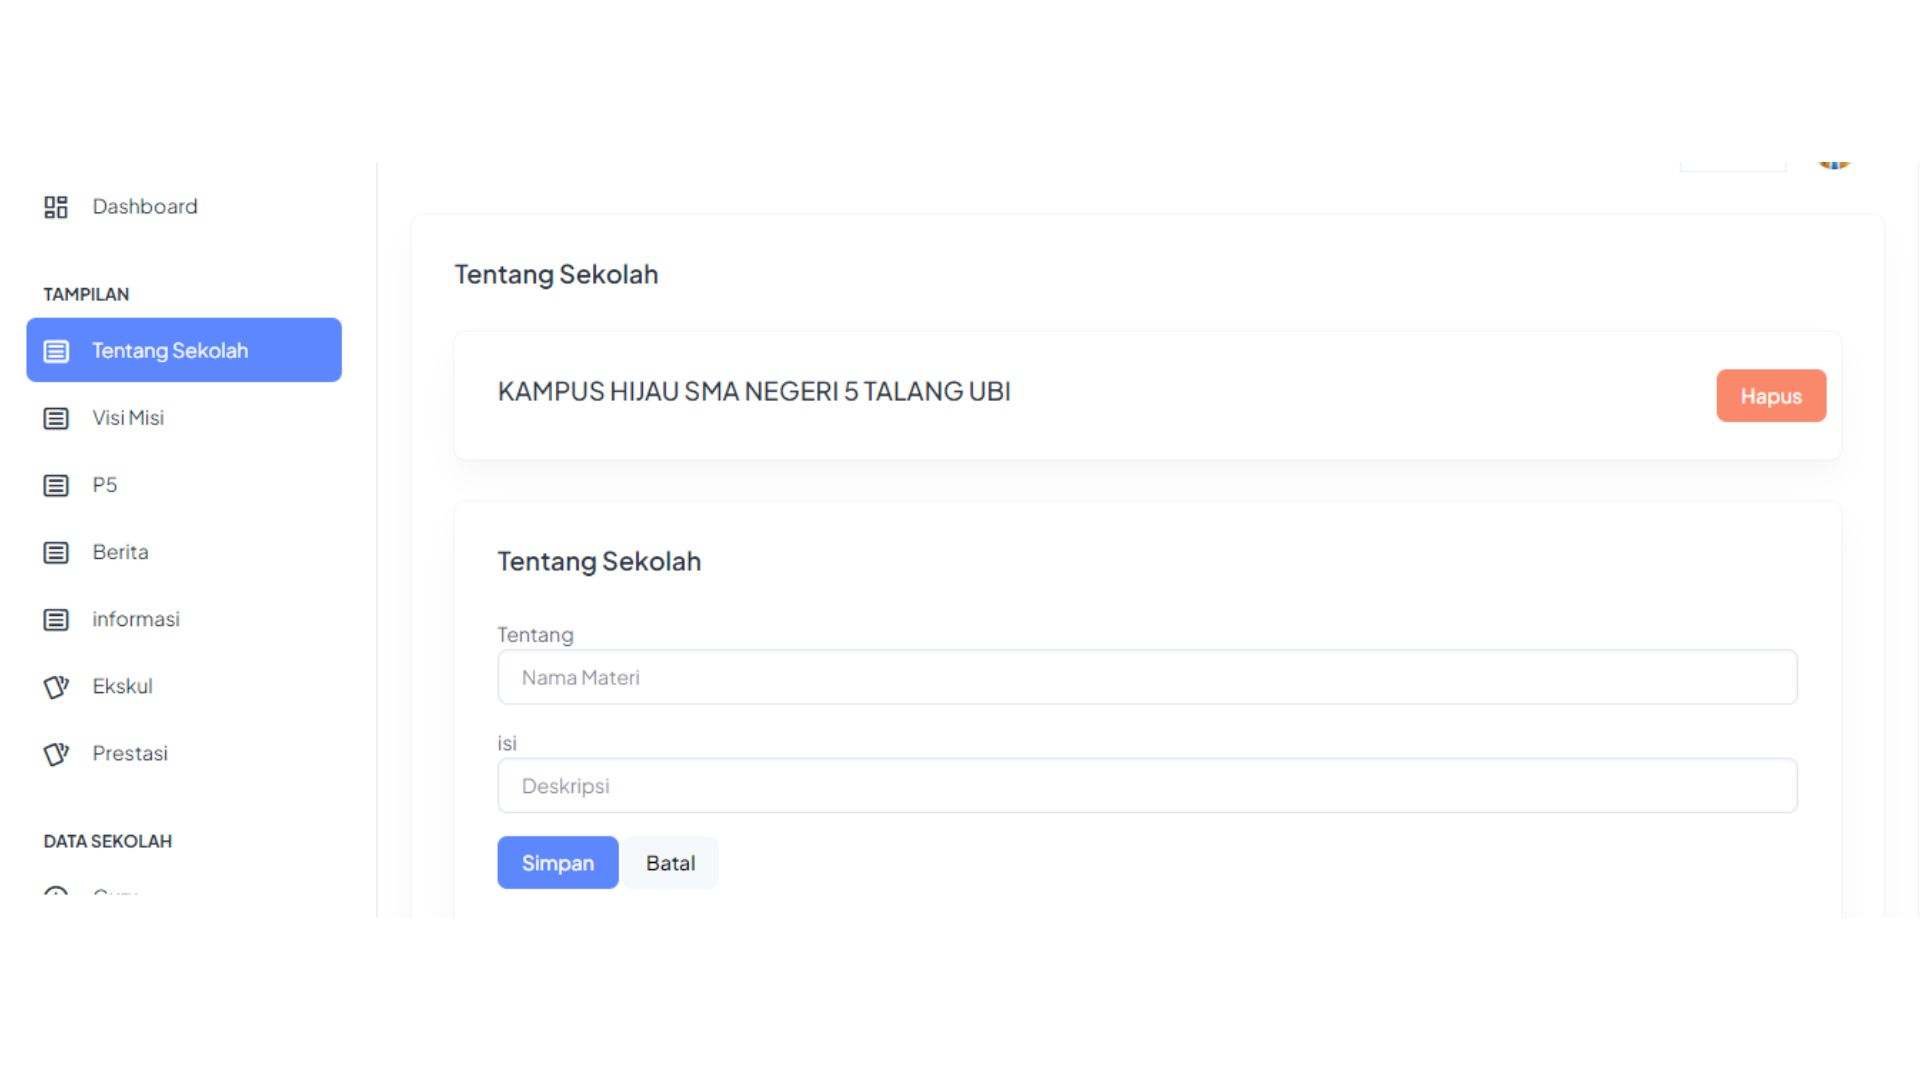 Dashboard
TAMPILAN
Tentang Sekolah
Visi Misi
P5
Berita
informasi
Ekskul
Prestasi
DATA SEKOLAH
Tentang Sekolah
KAMPUS HIJAU SMA NEGERI 5 TALANG UBI
Hapus
Tentang Sekolah
Tentang
Nama Materi
isi
Deskripsi
Simpan
Batal